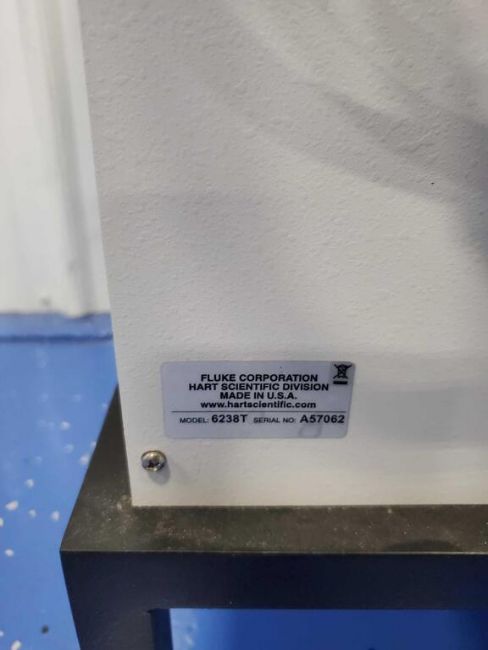 FLUKE CORPORATION
HART SCIENTIFIC DIVISION
MADE IN U.S.A.
www.hartscientific.com
MODEL: 6238T SERIAL NO: A57062